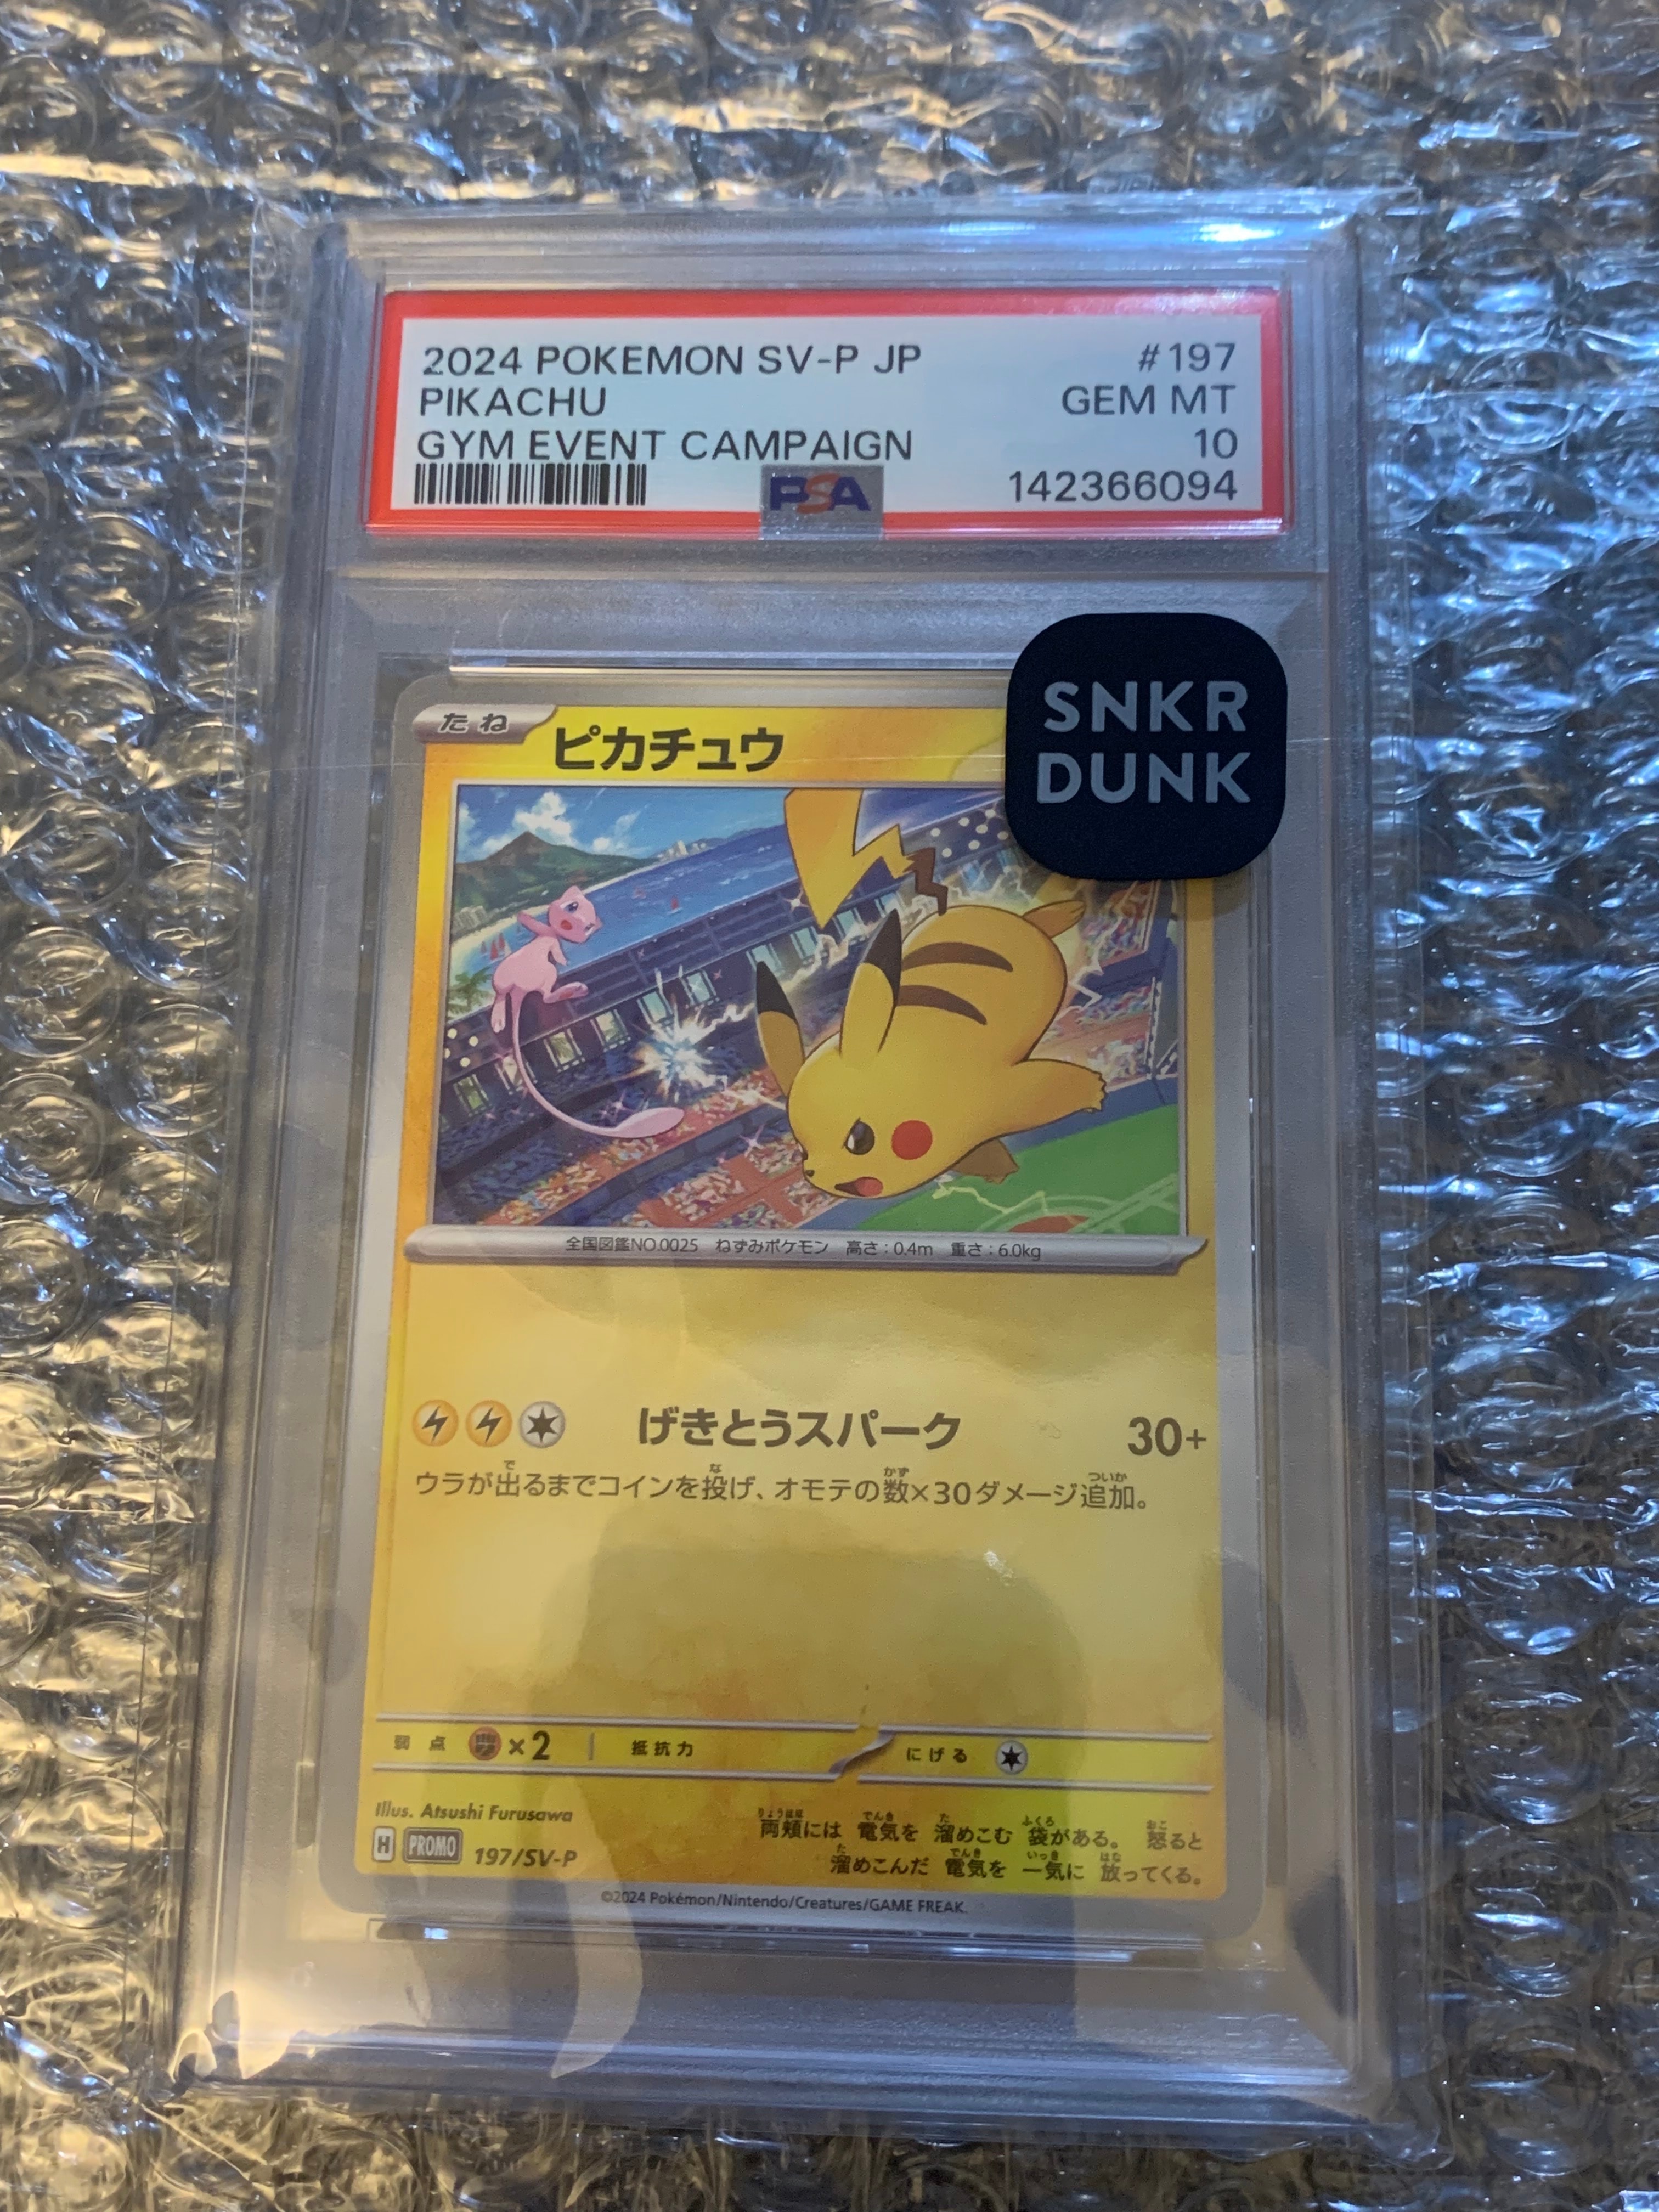 2024 POKEMON SV-P JP #197
PIKACHU GEM MT
GYM EVENT CAMPAIGN 10
PSA 142366094
SNKR
DUNK
たね ピカチュウ
全国図鑑NO.0025 ねずみポケモン 高さ:0.4m 重さ:6.0kg
げきとうスパーク 30+
ウラが出るまでコインを投げ、オモテの数×30ダメージ追加。
弱点 ×2 抵抗力 にげる
Illus. Atsushi Furusawa
両頬には 電気を 溜めこむ 袋がある。 怒ると
H PROMO 197/SV-P
溜めこんだ 電気を 一気に 放ってくる。
©2024 Pokémon/Nintendo/Creatures/GAME FREAK.